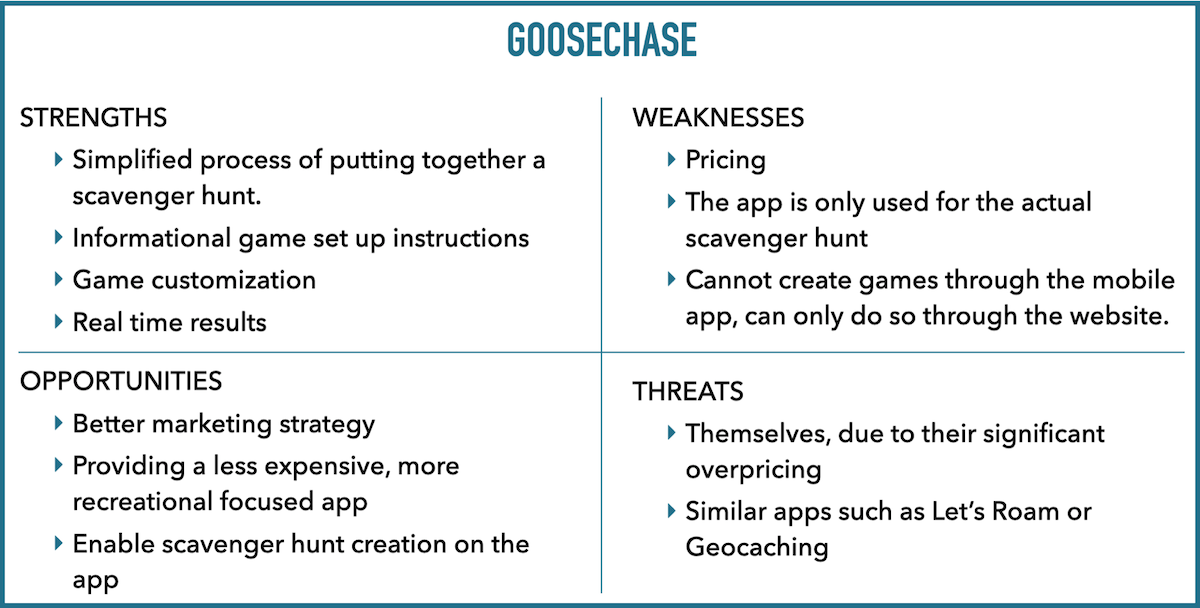 GOOSECHASE
STRENGTHS
Simplified process of putting together a
scavenger hunt.
Informational game set up instructions
Game customization
Real time results
WEAKNESSES
Pricing
The app is only used for the actual
scavenger hunt
Cannot create games through the mobile
app, can only do so through the website.
OPPORTUNITIES
Better marketing strategy
Providing a less expensive, more
recreational focused app
Enable scavenger hunt creation on the
app
THREATS
Themselves, due to their significant
overpricing
Similar apps such as Let’s Roam or
Geocaching